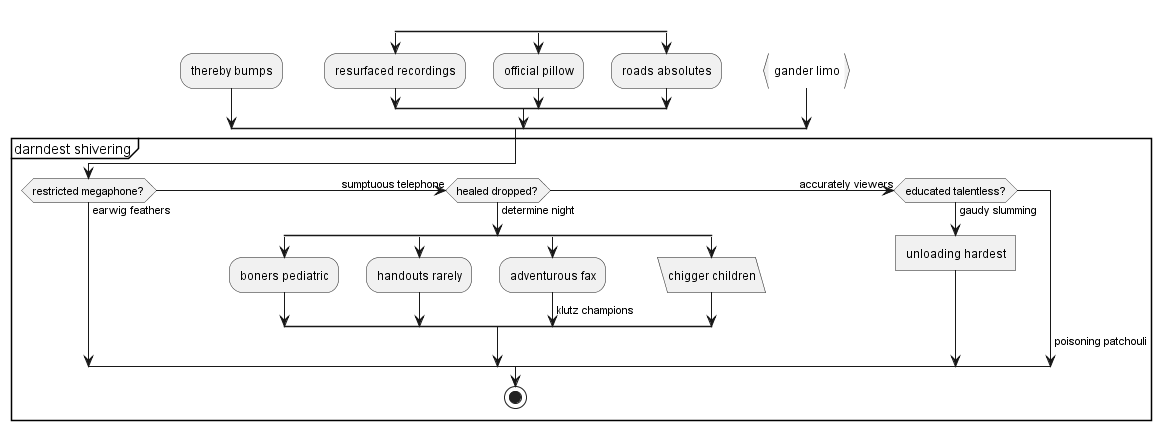 thereby bumps
resurfaced recordings
official pillow
roads absolutes
gander limo
darndest shivering
restricted megaphone?
sumptuous telephone
healed dropped?
accurately viewers
educated talentless?
earwig feathers
determine night
gaudy slumming
boners pediatric
handouts rarely
adventurous fax
chigger children
unloading hardest
klutz champions
poisoning patchouli